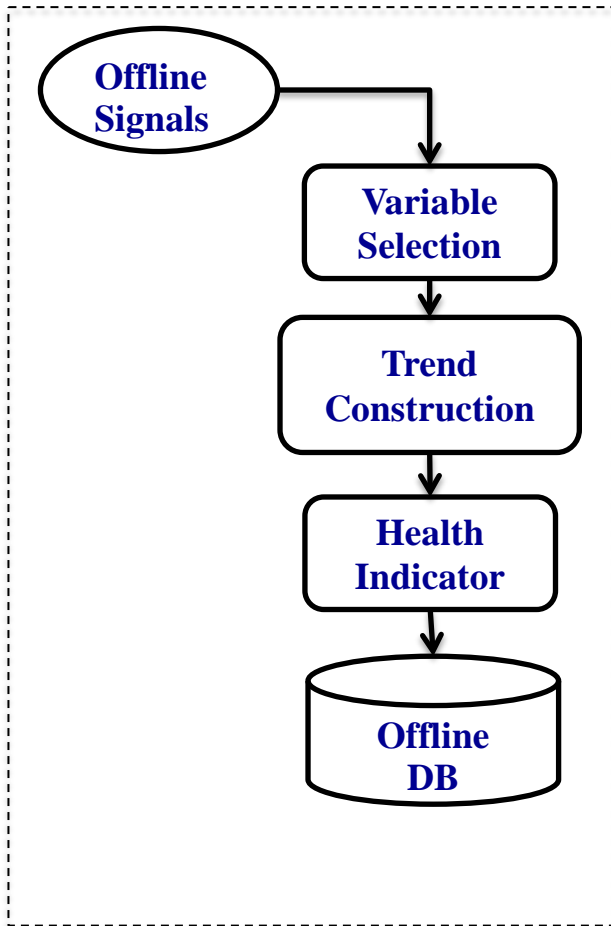 Offline
Signals
Variable
Selection
Trend
Construction
Health
Indicator
Offline
DB